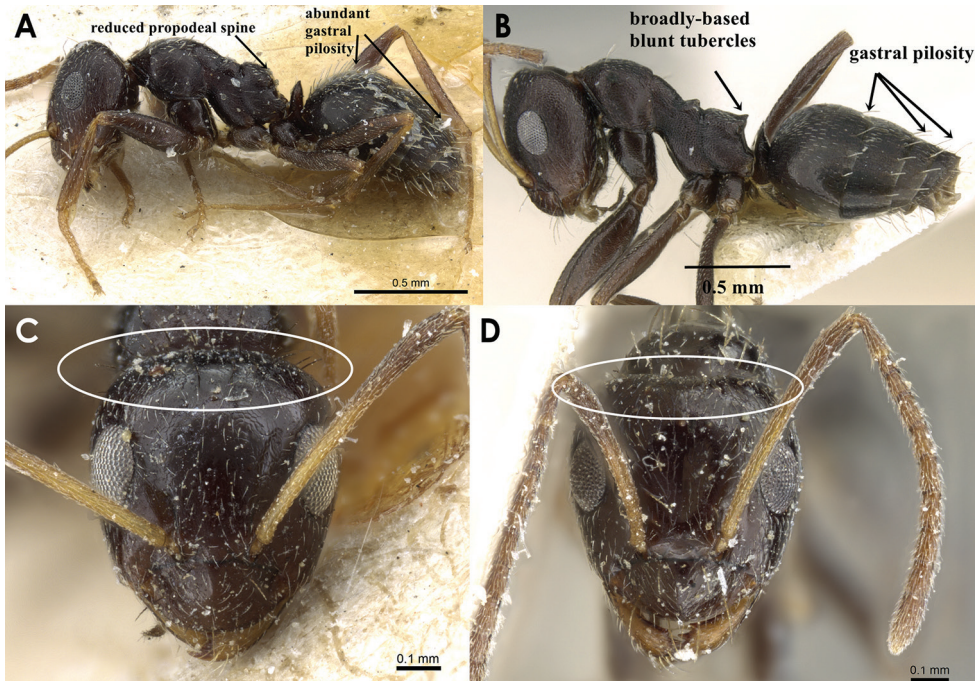 A
reduced propodeal spine
abundant
gastral
pilosity
0.5 mm
B
broadly-based
blunt tubercles
gastral pilosity
0.5 mm
C
0.1 mm
D
0.1 mm